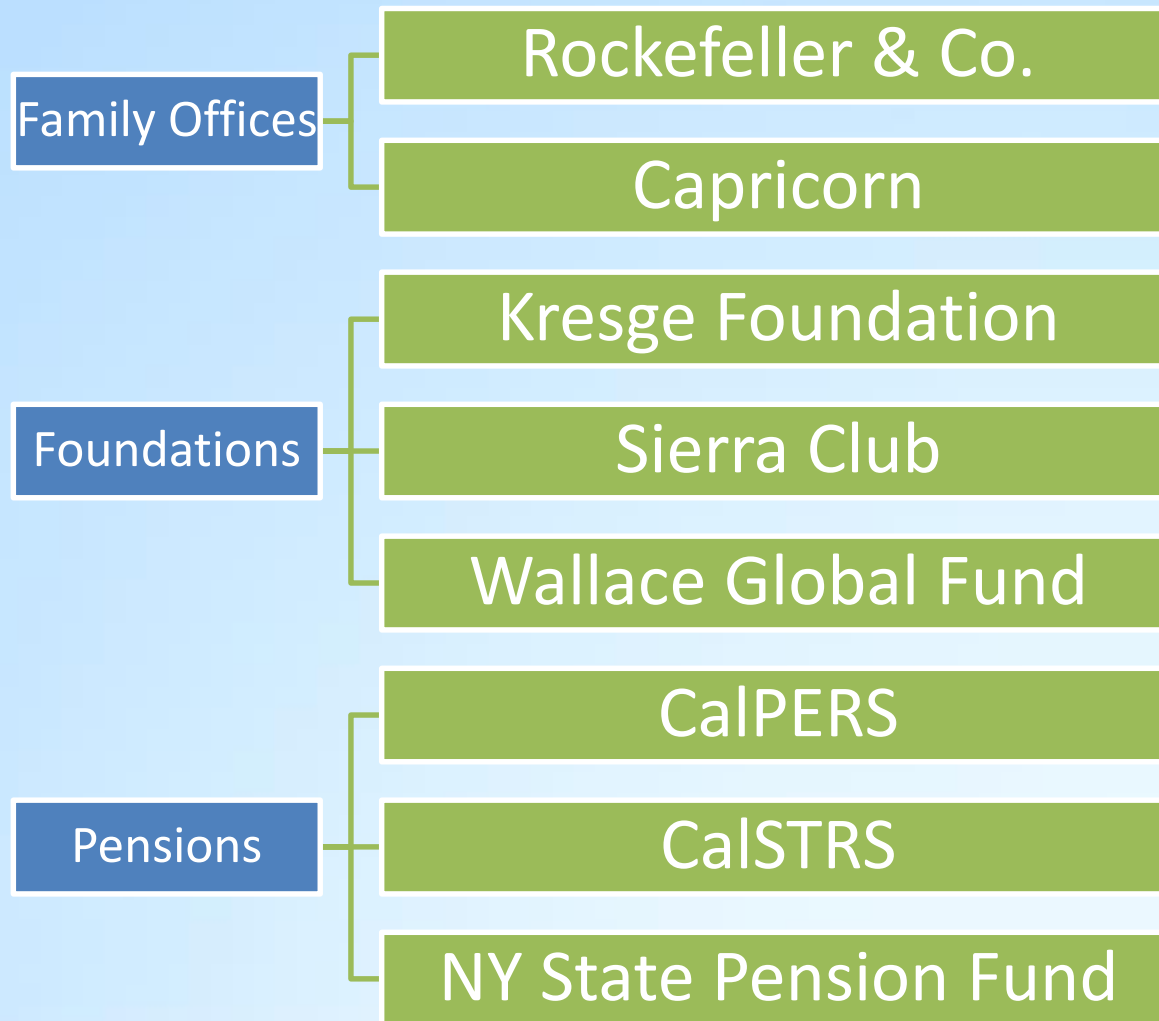 Family Offices
Rockefeller & Co.
Capricorn
Foundations
Kresge Foundation
Sierra Club
Wallace Global Fund
Pensions
CalPERS
CalSTRS
NY State Pension Fund